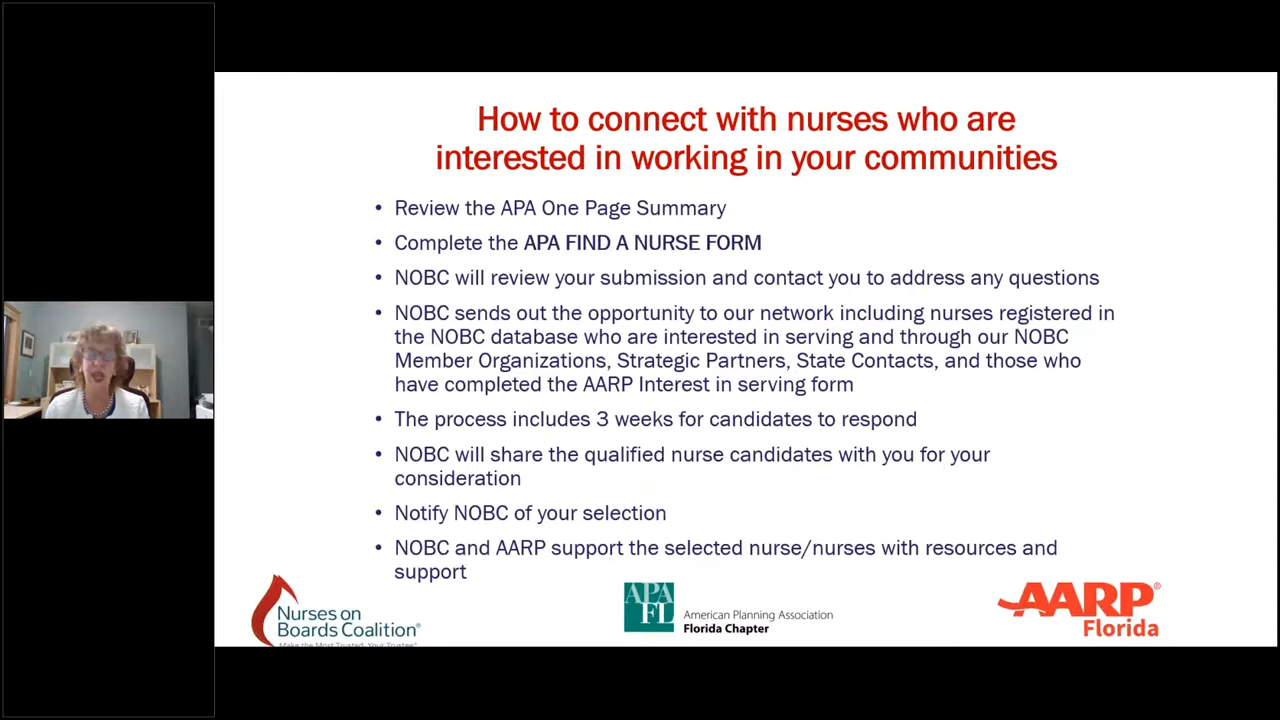 How to connect with nurses who are
interested in working in your communities
• Review the APA One Page Summary
• Complete the APA FIND A NURSE FORM
• NOBC will review your submission and contact you to address any questions
• NOBC sends out the opportunity to our network including nurses registered in
the NOBC database who are interested in serving and through our NOBC
Member Organizations, Strategic Partners, State Contacts, and those who
have completed the AARP Interest in serving form
• The process includes 3 weeks for candidates to respond
• NOBC will share the qualified nurse candidates with you for your
consideration
• Notify NOBC of your selection
• NOBC and AARP support the selected nurse/nurses with resources and
support
Nurses on
Boards Coalition®
Make the Most Trusted, Your Trustee®
APA
FL
American Planning Association
Florida Chapter
AARP®
Florida